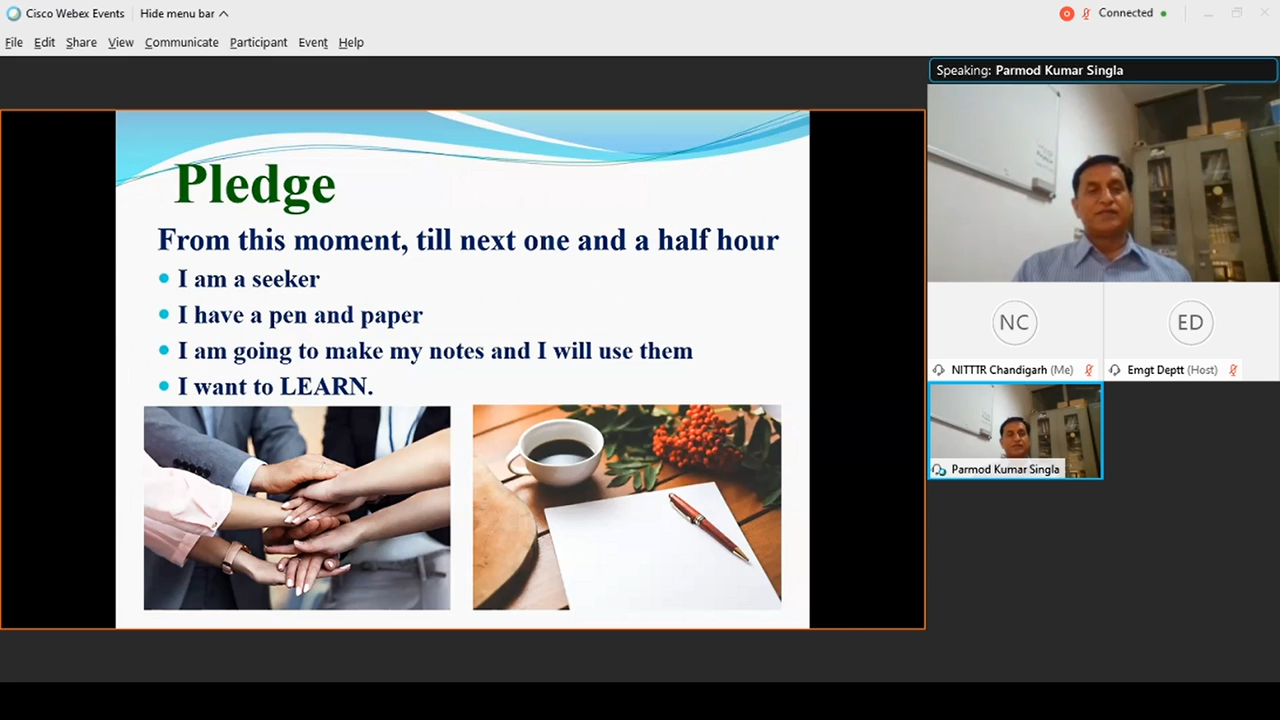 Cisco Webex Events
Hide menu bar
Connected
File Edit Share View Communicate Participant Event Help
Speaking: Parmod Kumar Singla
Pledge
From this moment, till next one and a half hour
I am a seeker
I have a pen and paper
I am going to make my notes and I will use them
I want to LEARN.
NC
ED
NITTTR Chandigarh (Me)
Emgt Deptt (Host)
Parmod Kumar Singla